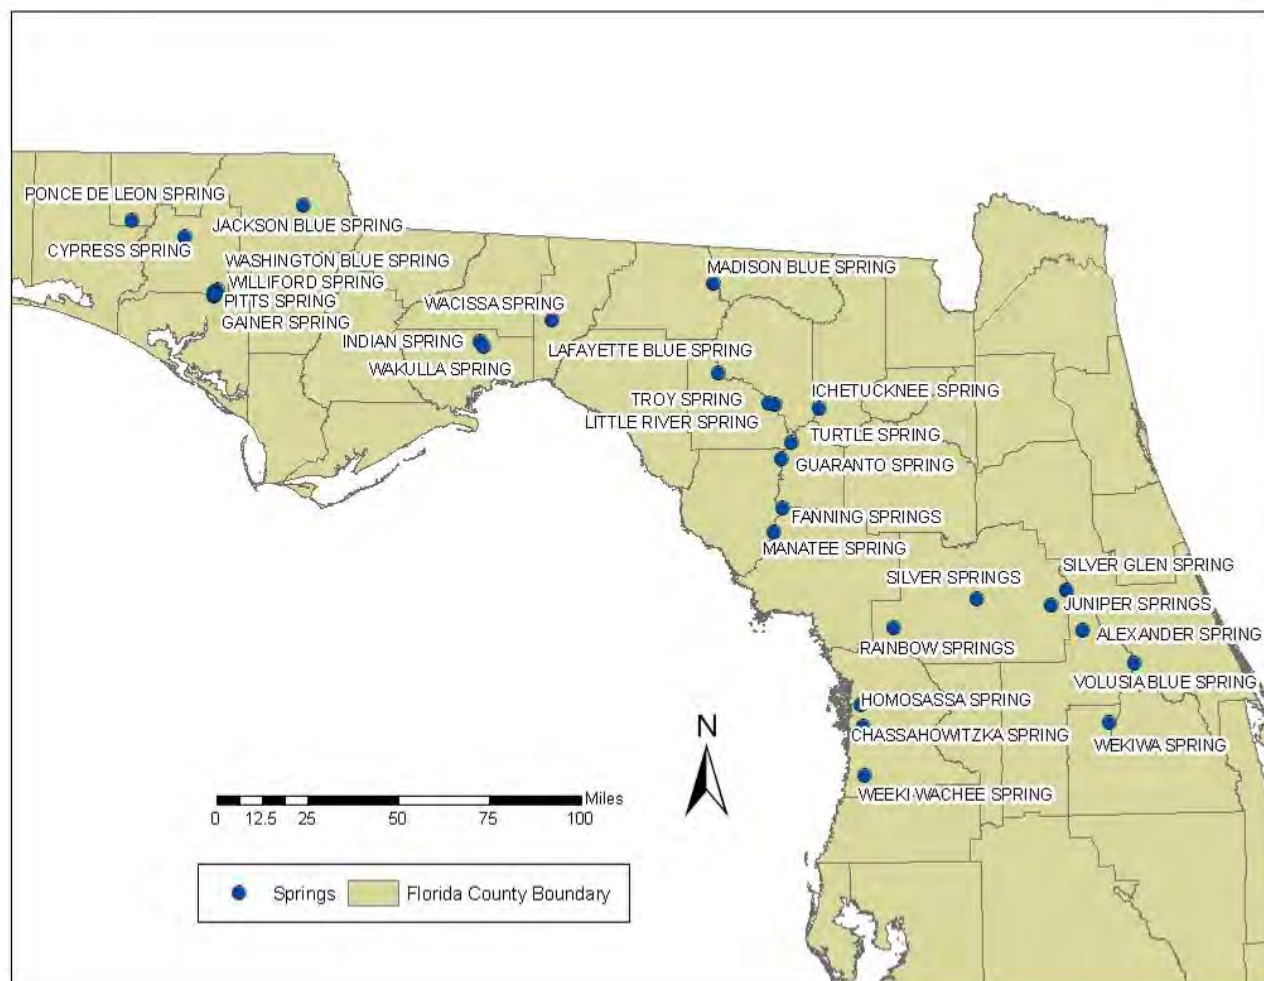 PONCE DE LEON SPRING
JACKSON BLUE SPRING
CYPRESS SPRING
WASHINGTON BLUE SPRING
WILLIFORD SPRING
PITTS SPRING
GAINER SPRING
MADISON BLUE SPRING
WACISSA SPRING
INDIAN SPRING
WAKULLA SPRING
LAFAYETTE BLUE SPRING
TROY SPRING
ICHETUCKNEE SPRING
LITTLE RIVER SPRING
TURTLE SPRING
GUARANTO SPRING
FANNING SPRINGS
MANATEE SPRING
SILVER GLEN SPRING
SILVER SPRINGS
JUNIPER SPRINGS
ALEXANDER SPRING
RAINBOW SPRINGS
VOLUSIA BLUE SPRING
HOMOSASSA SPRING
CHASSAHOWITZKA SPRING
WEKIWA SPRING
WEEKI WACHEE SPRING
N
Miles
0 12.5 25 50 75 100
Springs
Florida County Boundary